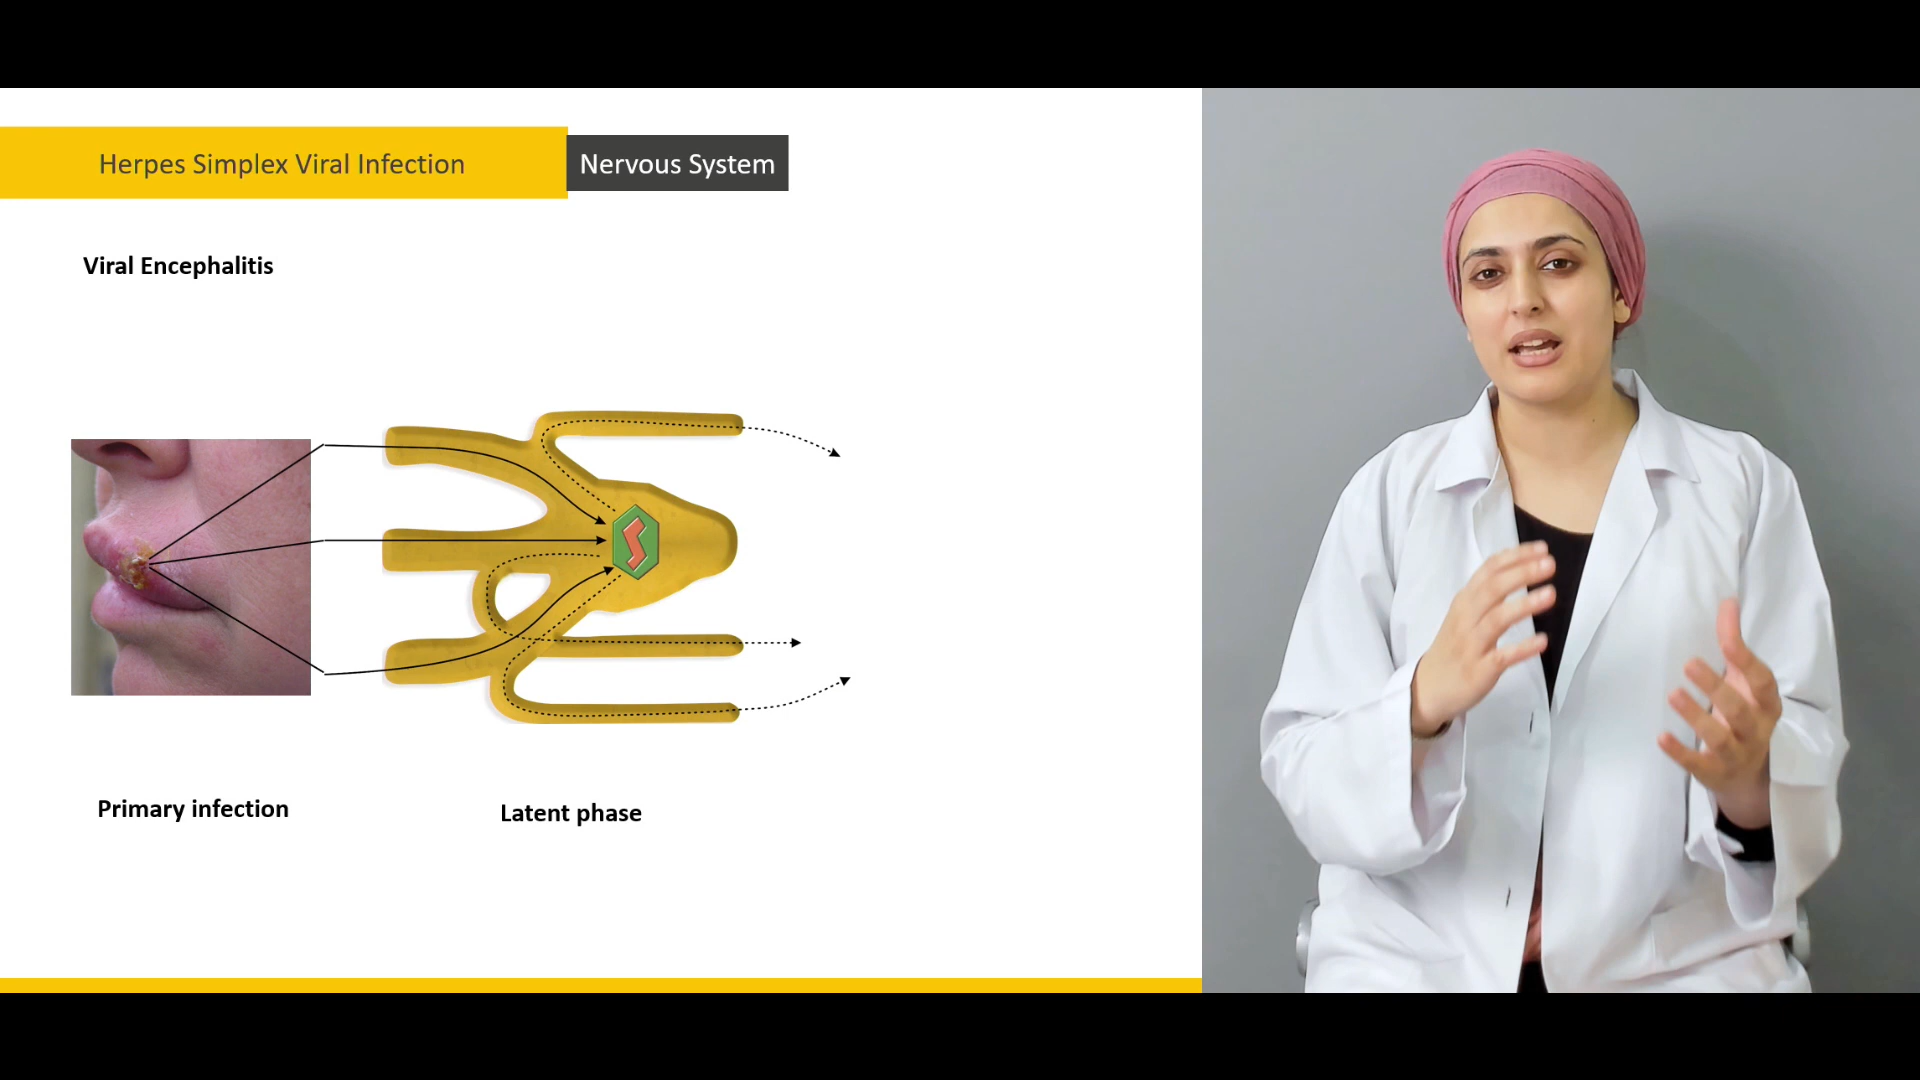 Herpes Simplex Viral Infection
Nervous System
Viral Encephalitis
Primary infection
Latent phase